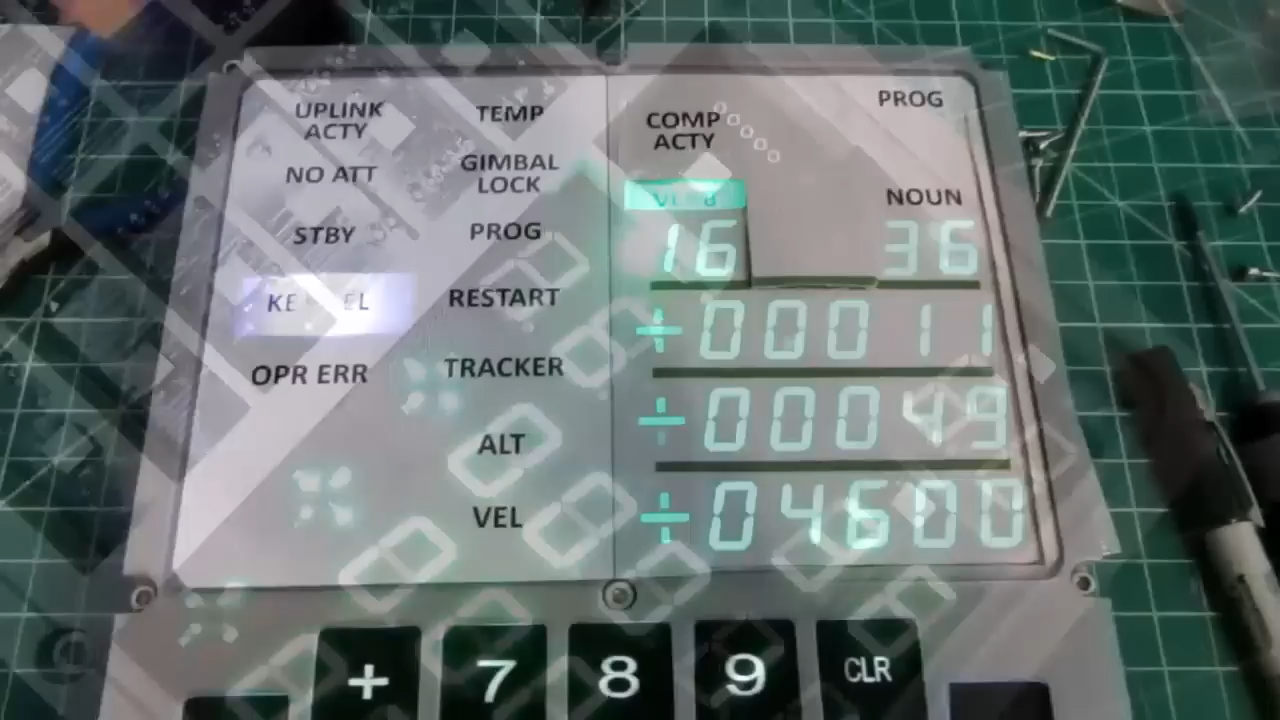 UPLINK
ACTY
TEMP
NO ATT
GIMBAL
LOCK
STBY
PROG
RESTART
OPR ERR
TRACKER
ALT
VEL
COMP
ACTY
PROG
NOUN
16
36
+00011
+00049
+04600
+
7
8
9
CLR